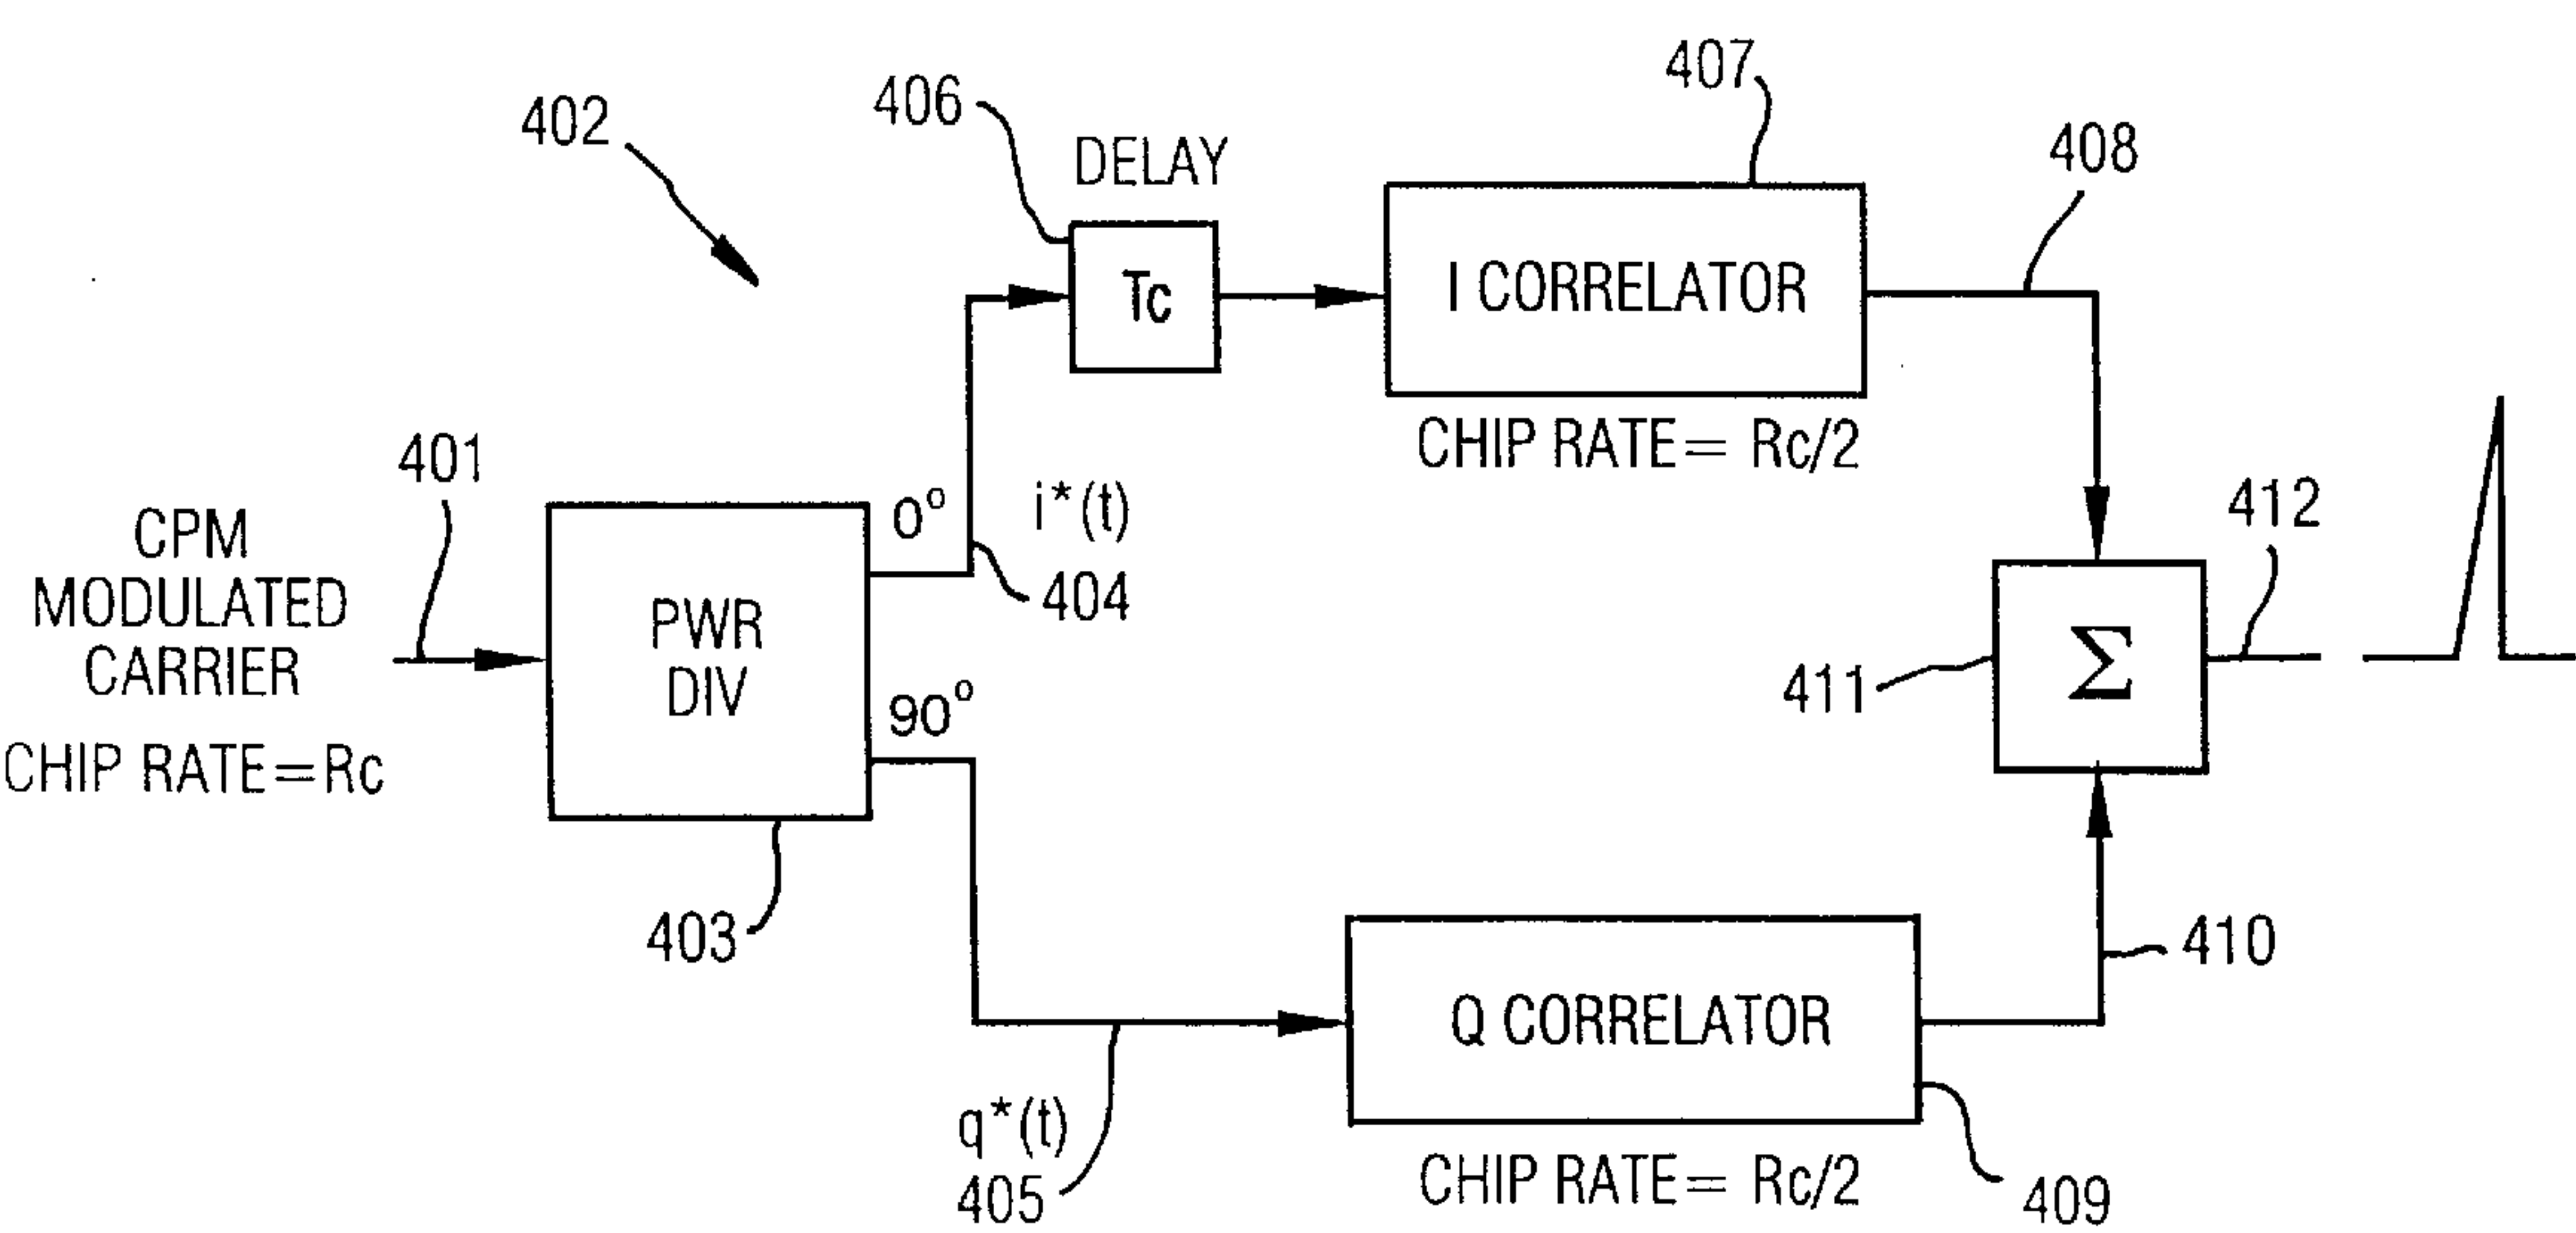 407
406
402
DELAY
408
Tc
I CORRELATOR
CHIP RATE= Rc/2
401
CPM
MODULATED
CARRIER
CHIP RATE=Rc
0°
i*(t)
404
PWR
DIV
90°
403
412
411
Σ
410
Q CORRELATOR
q*(t)
405
CHIP RATE= Rc/2
409